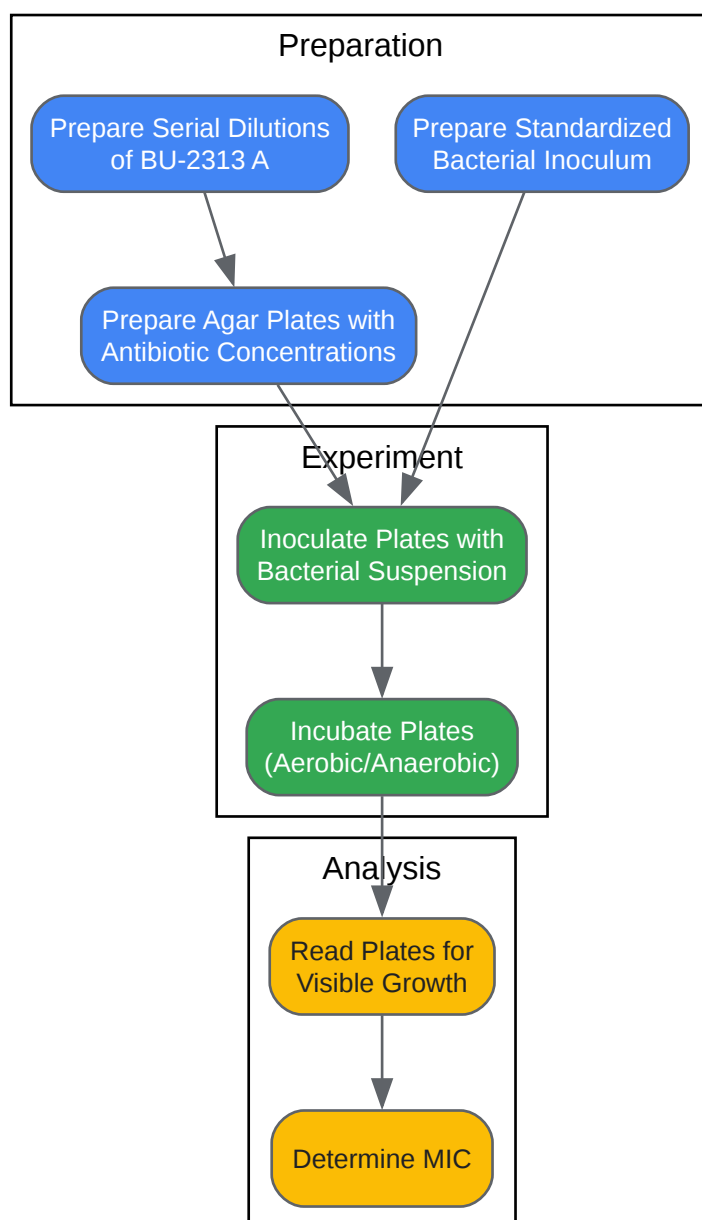 Preparation
Prepare Serial Dilutions
of BU-2313 A
Prepare Standardized
Bacterial Inoculum
Prepare Agar Plates with
Antibiotic Concentrations
Experiment
Inoculate Plates with
Bacterial Suspension
Incubate Plates
(Aerobic/Anaerobic)
Analysis
Read Plates for
Visible Growth
Determine MIC